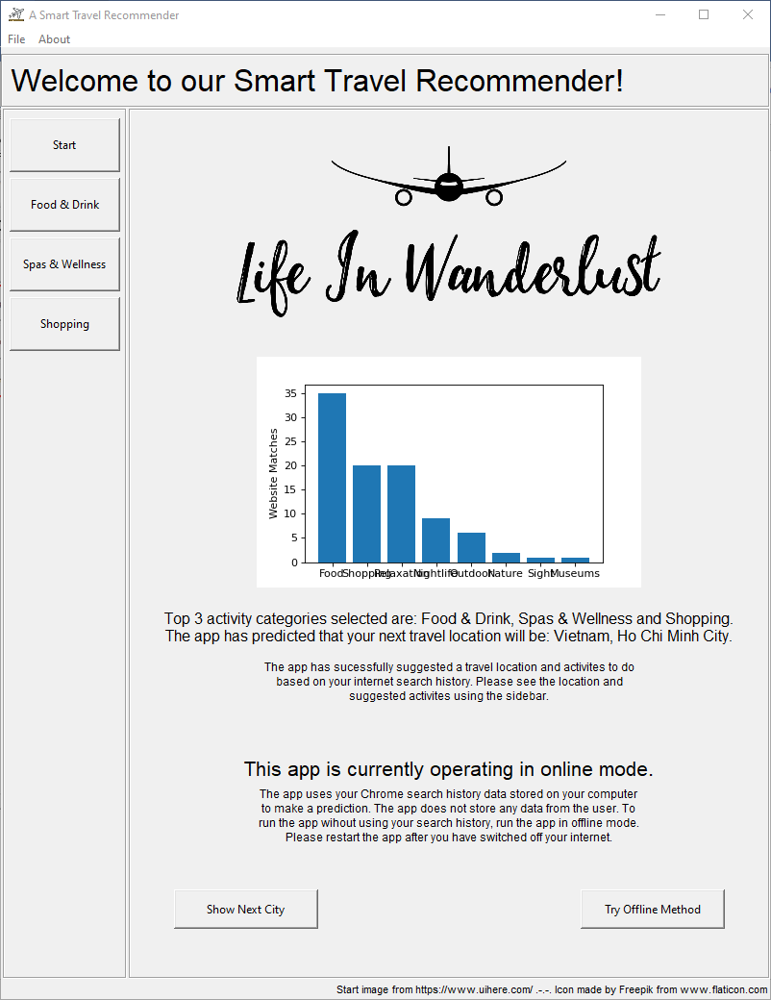 A Smart Travel Recommender
File About
Welcome to our Smart Travel Recommender!
Start
Food & Drink
Spas & Wellness
Shopping
Life In Wanderlust
Website Matches
35
30
25
20
15
10
5
0
Food Shopping Relaxation Nightlife Outdoor Nature Sight Museums
Top 3 activity categories selected are: Food & Drink, Spas & Wellness and Shopping.
The app has predicted that your next travel location will be: Vietnam, Ho Chi Minh City.
The app has sucessfully suggested a travel location and activites to do
based on your internet search history. Please see the location and
suggested activites using the sidebar.
This app is currently operating in online mode.
The app uses your Chrome search history data stored on your computer
to make a prediction. The app does not store any data from the user. To
run the app wihout using your search history, run the app in offline mode.
Please restart the app after you have switched off your internet.
Show Next City
Try Offline Method
Start image from https://www.uihere.com/ .-.-. Icon made by Freepik from www.flaticon.com